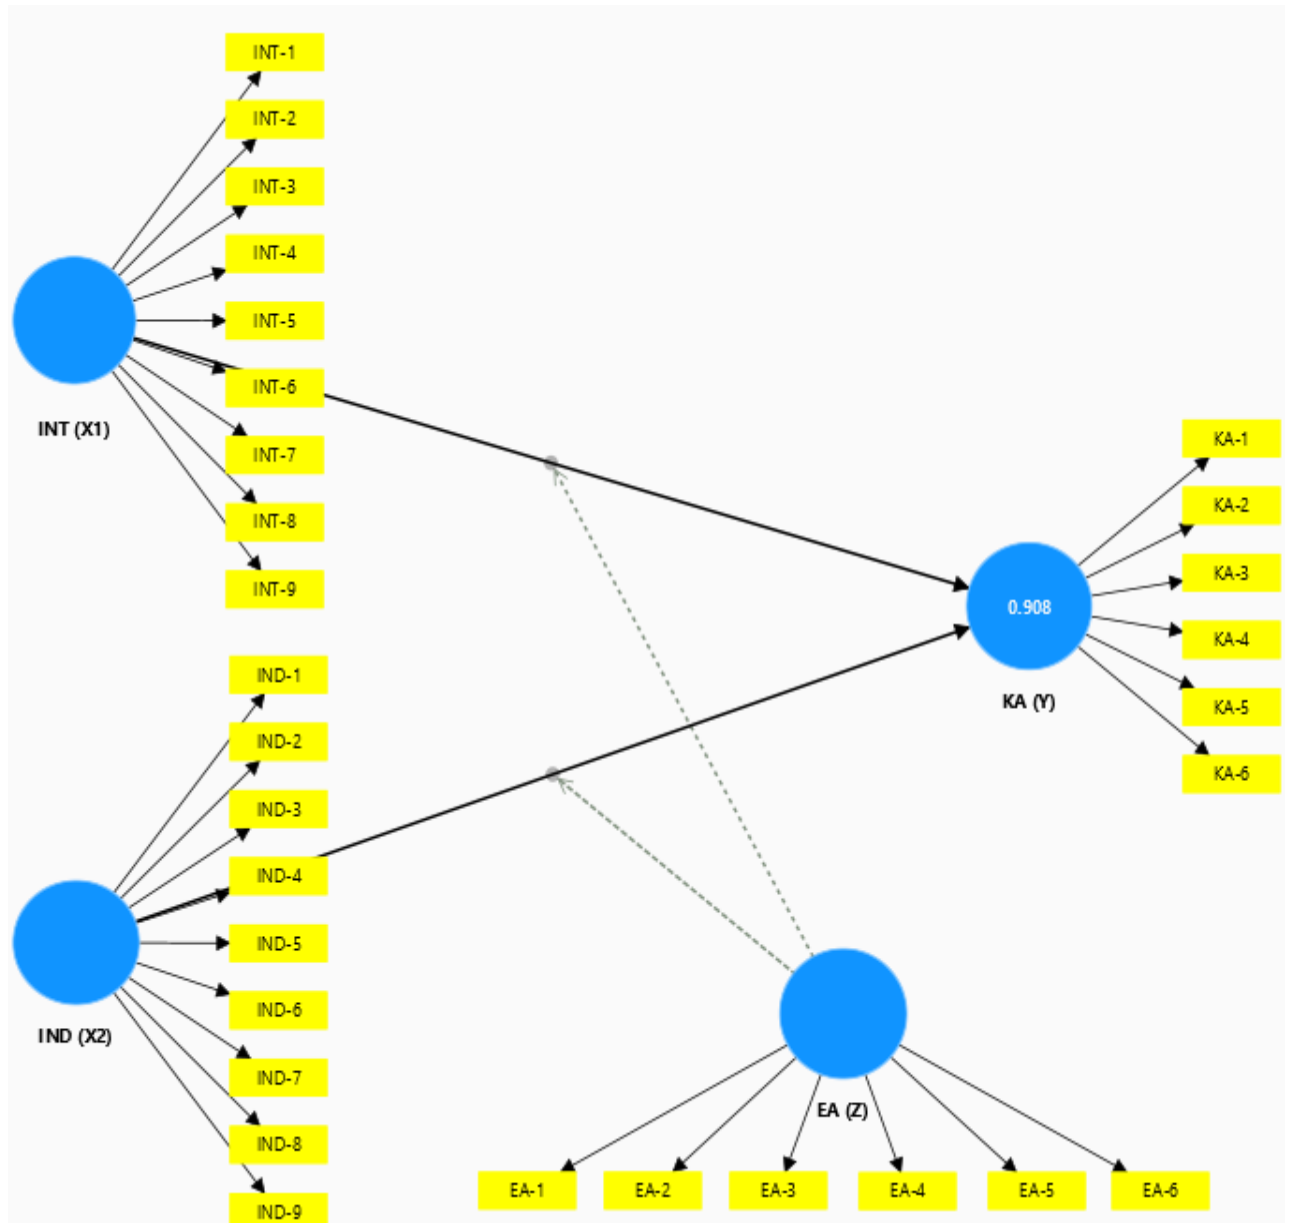 INT-1
INT-2
INT-3
INT-4
INT-5
INT-6
INT-7
INT-8
INT-9
INT (X1)
IND-1
IND-2
IND-3
IND-4
IND-5
IND-6
IND-7
IND-8
IND-9
IND (X2)
KA-1
KA-2
KA-3
KA-4
KA-5
KA-6
0.908
KA (Y)
EA (Z)
EA-1
EA-2
EA-3
EA-4
EA-5
EA-6